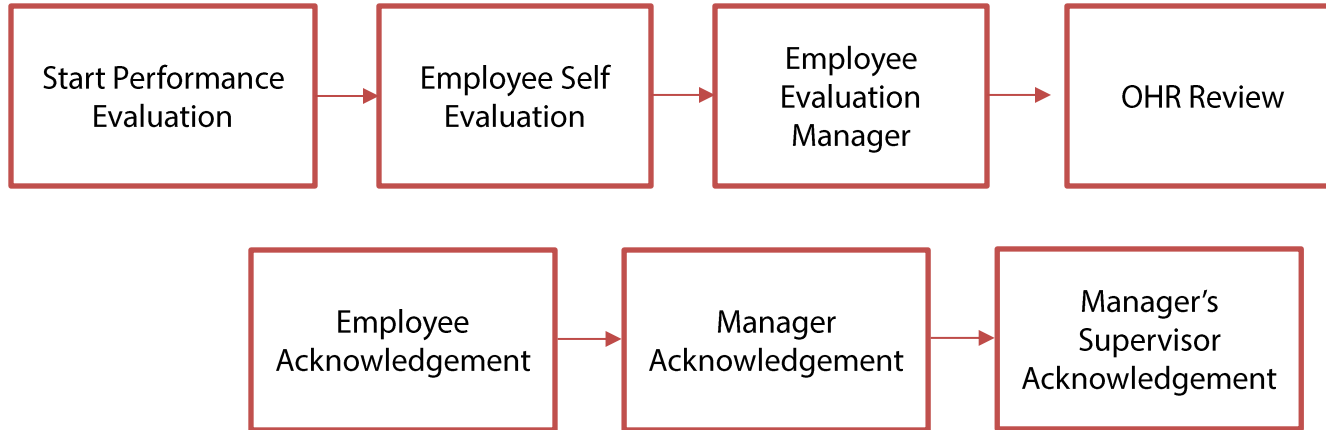 Start Performance
Evaluation
Employee Self
Evaluation
Employee
Evaluation
Manager
OHR Review
Employee
Acknowledgement
Manager
Acknowledgement
Manager’s
Supervisor
Acknowledgement